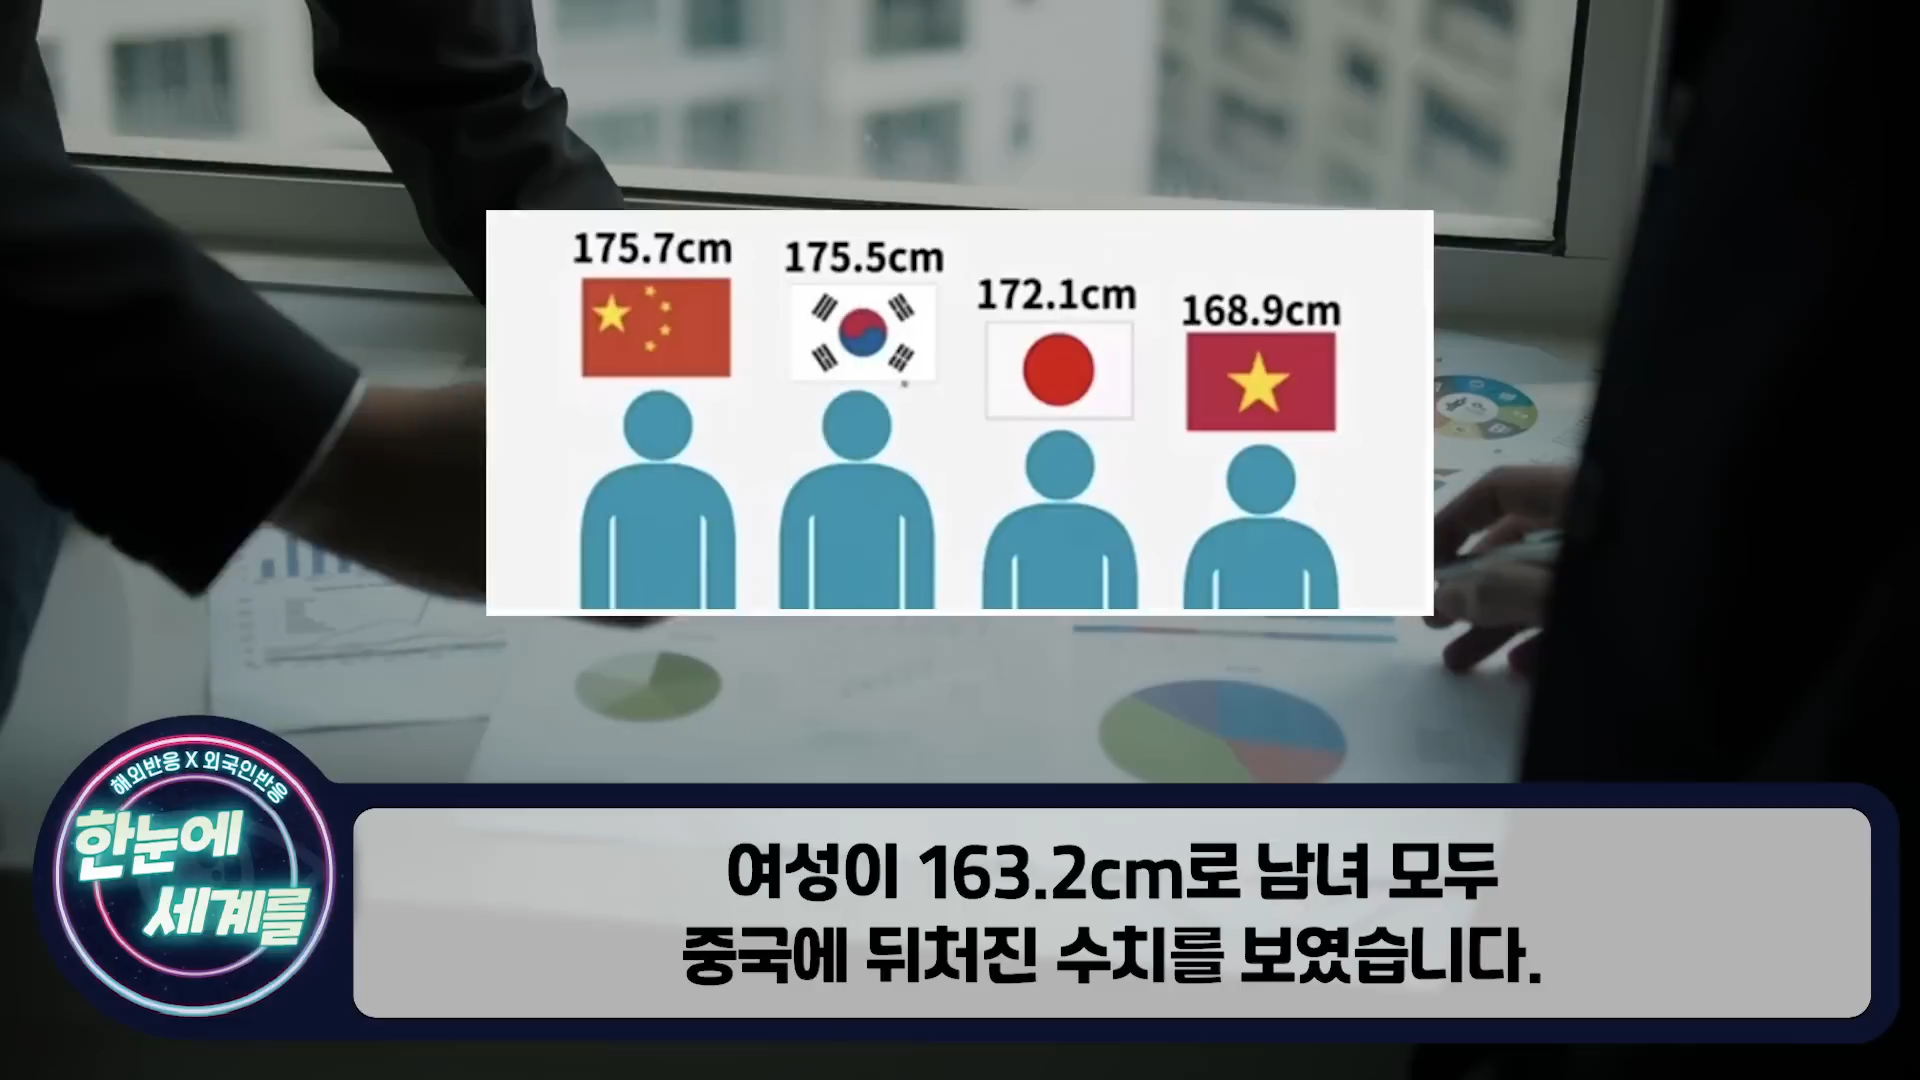 175.7cm
175.5cm
172.1cm
168.9cm
해외반응 X 외국인반응
한눈에
세계를
여성이 163.2cm로 남녀 모두
중국에 뒤처진 수치를 보였습니다.